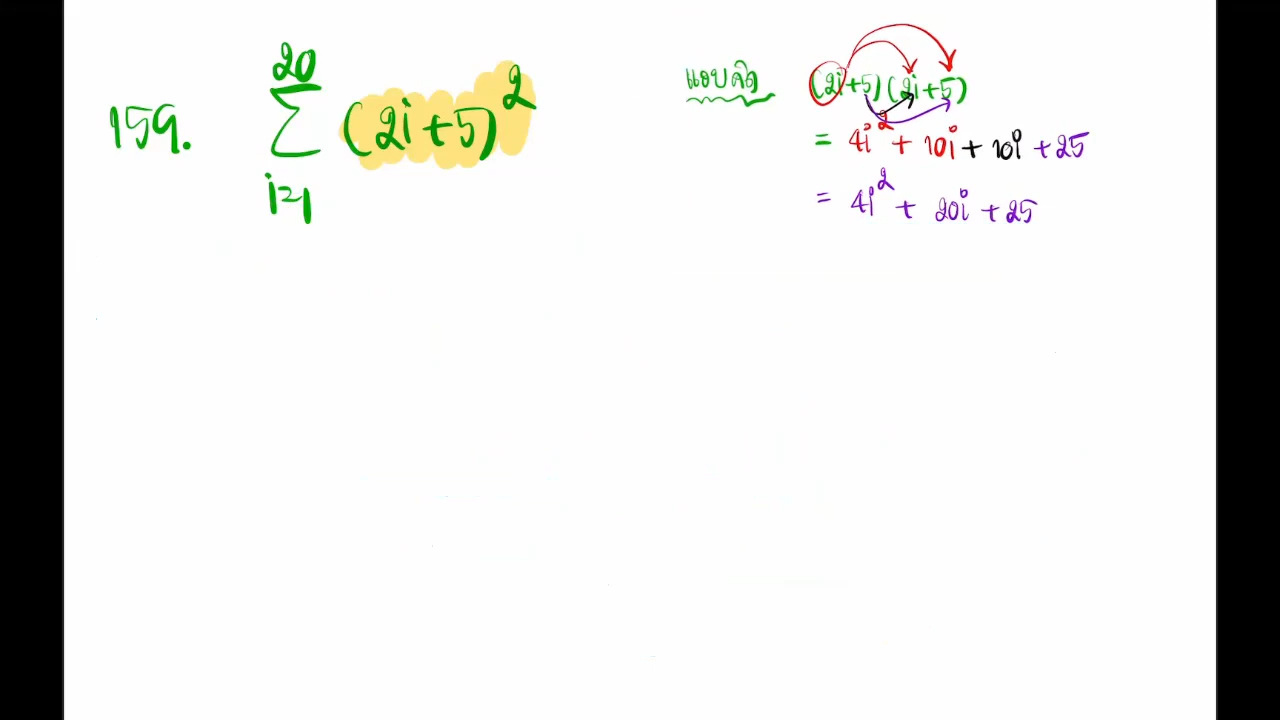 159. \sum_{i=1}^{20} (2i+5)^2
แอบคิด (2i+5)(2i+5)
= 4i² + 10i + 10i + 25
= 4i² + 20i + 25